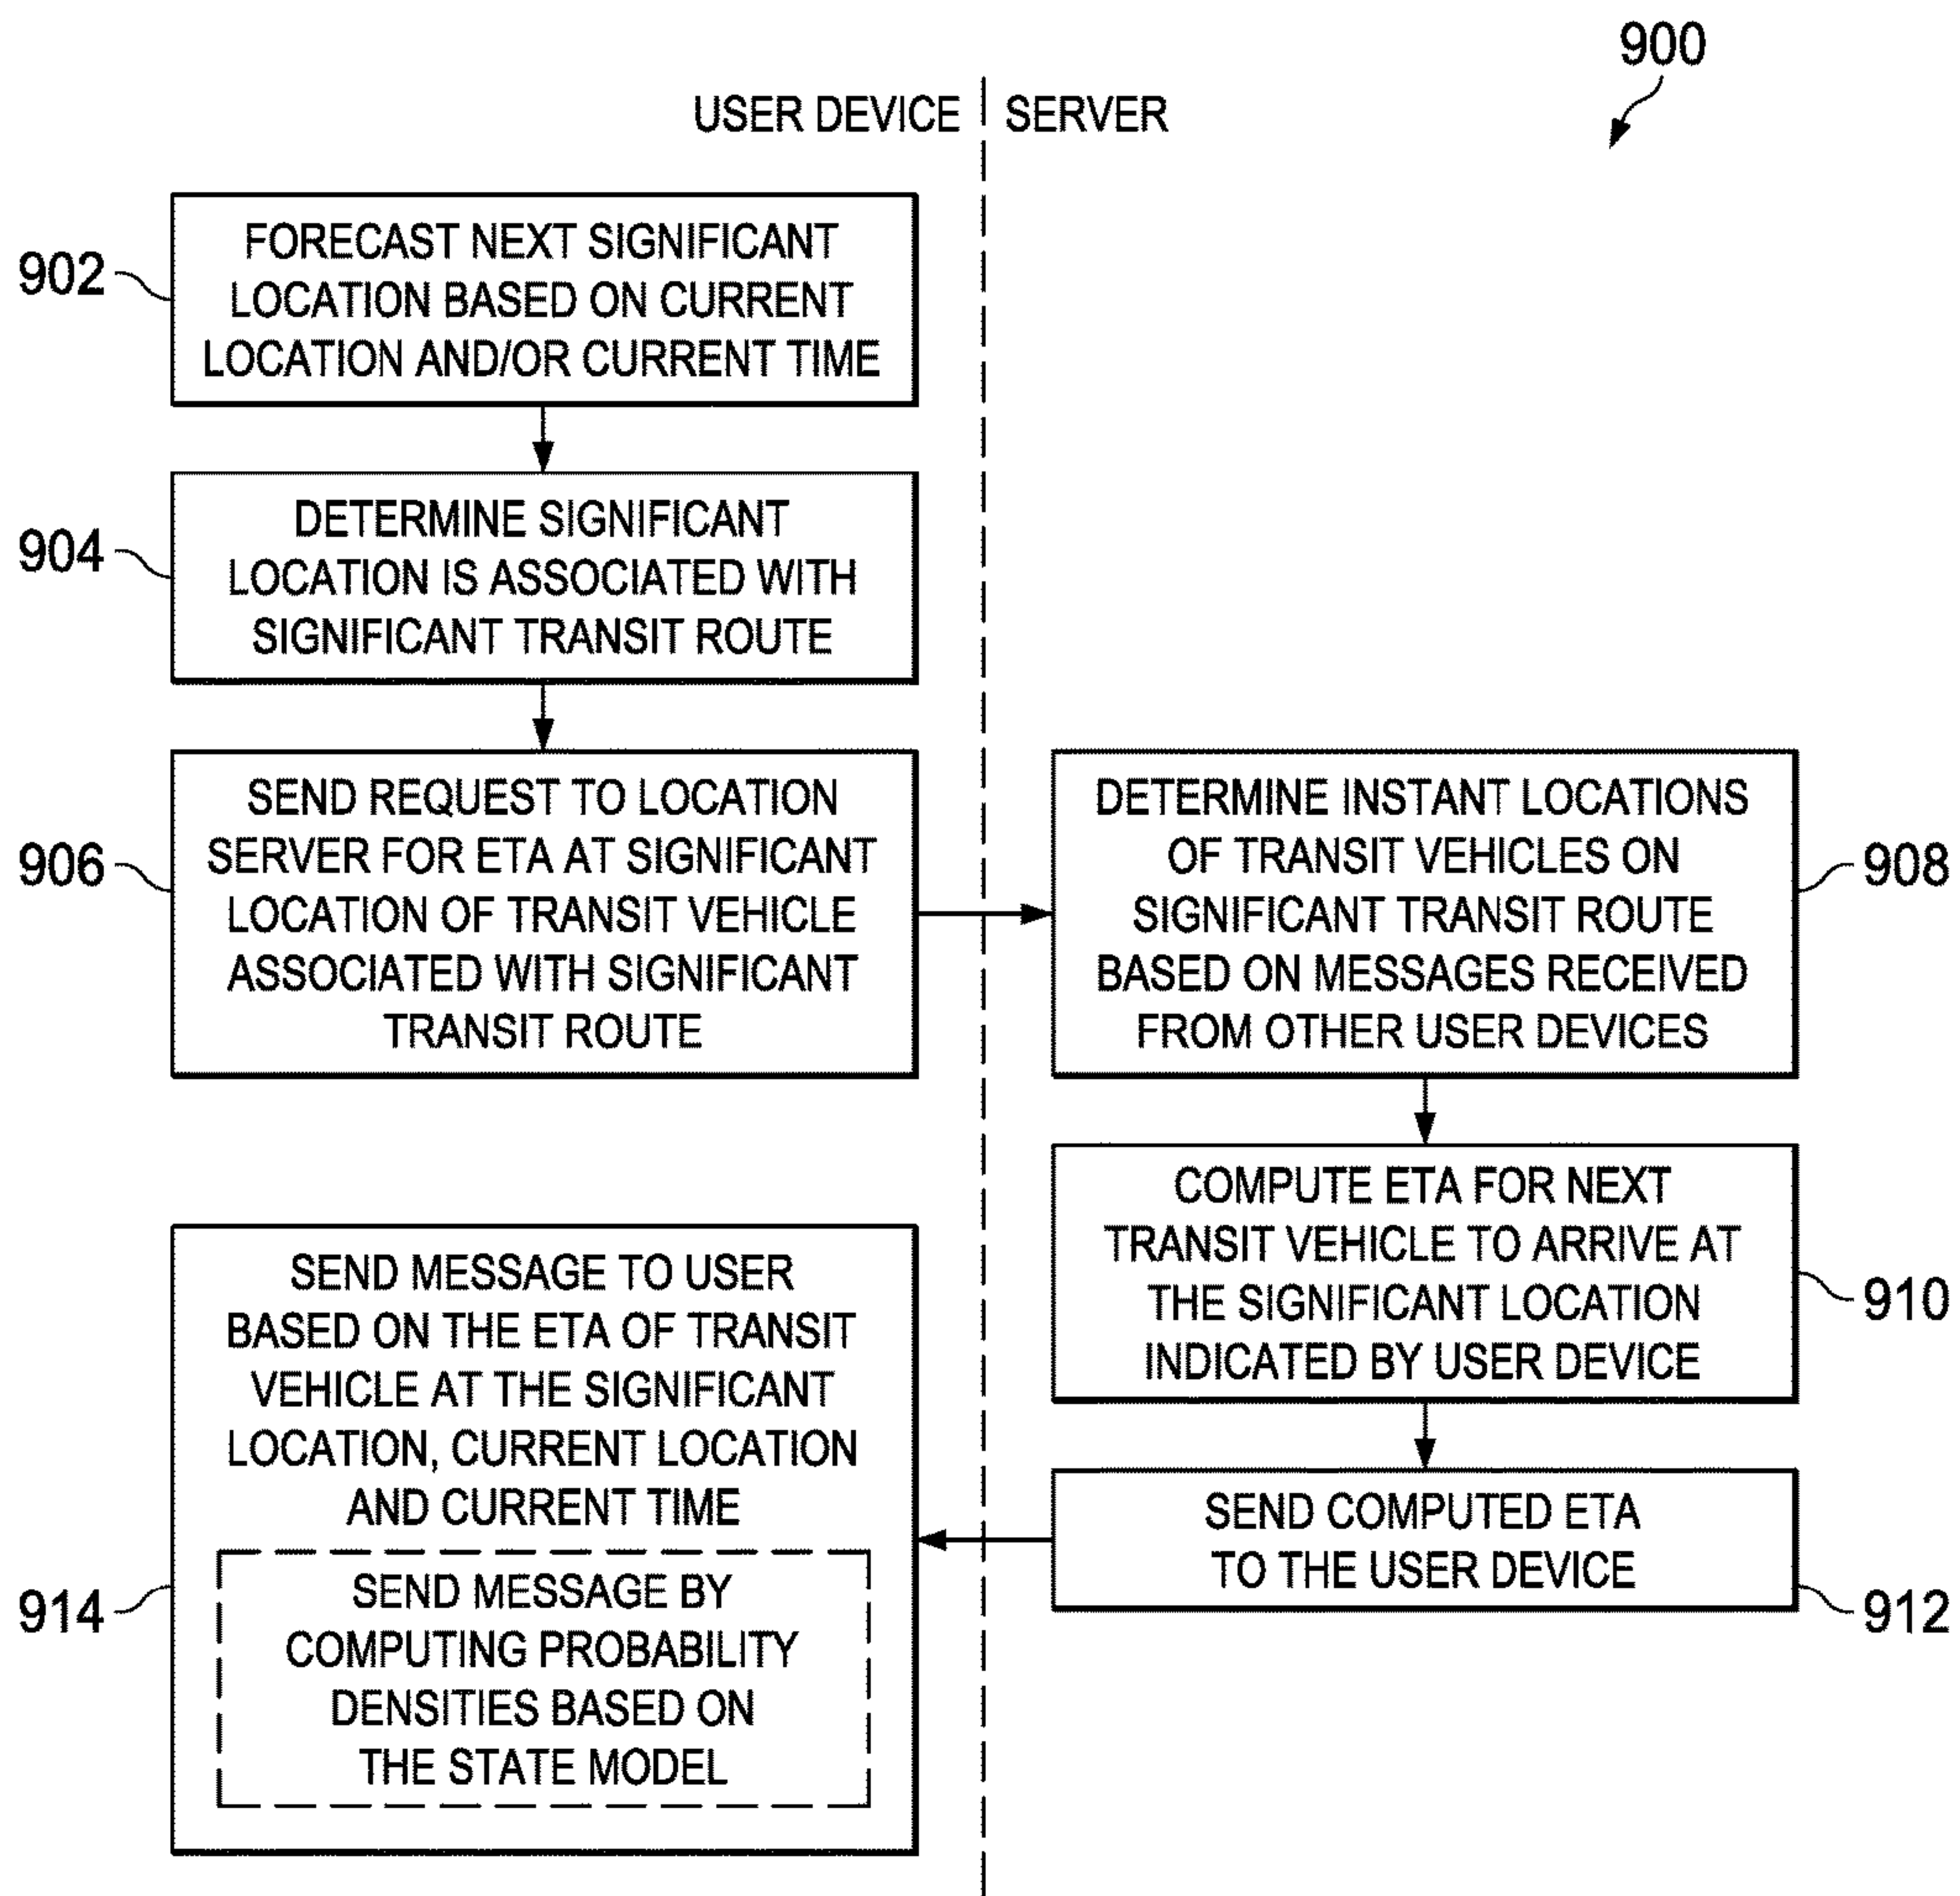 900
USER DEVICE
SERVER
902
FORECAST NEXT SIGNIFICANT
LOCATION BASED ON CURRENT
LOCATION AND/OR CURRENT TIME
904
DETERMINE SIGNIFICANT
LOCATION IS ASSOCIATED WITH
SIGNIFICANT TRANSIT ROUTE
906
SEND REQUEST TO LOCATION
SERVER FOR ETA AT SIGNIFICANT
LOCATION OF TRANSIT VEHICLE
ASSOCIATED WITH SIGNIFICANT
TRANSIT ROUTE
DETERMINE INSTANT LOCATIONS
OF TRANSIT VEHICLES ON
SIGNIFICANT TRANSIT ROUTE
BASED ON MESSAGES RECEIVED
FROM OTHER USER DEVICES
908
COMPUTE ETA FOR NEXT
TRANSIT VEHICLE TO ARRIVE AT
THE SIGNIFICANT LOCATION
INDICATED BY USER DEVICE
910
SEND COMPUTED ETA
TO THE USER DEVICE
912
914
SEND MESSAGE TO USER
BASED ON THE ETA OF TRANSIT
VEHICLE AT THE SIGNIFICANT
LOCATION, CURRENT LOCATION
AND CURRENT TIME
SEND MESSAGE BY
COMPUTING PROBABILITY
DENSITIES BASED ON
THE STATE MODEL